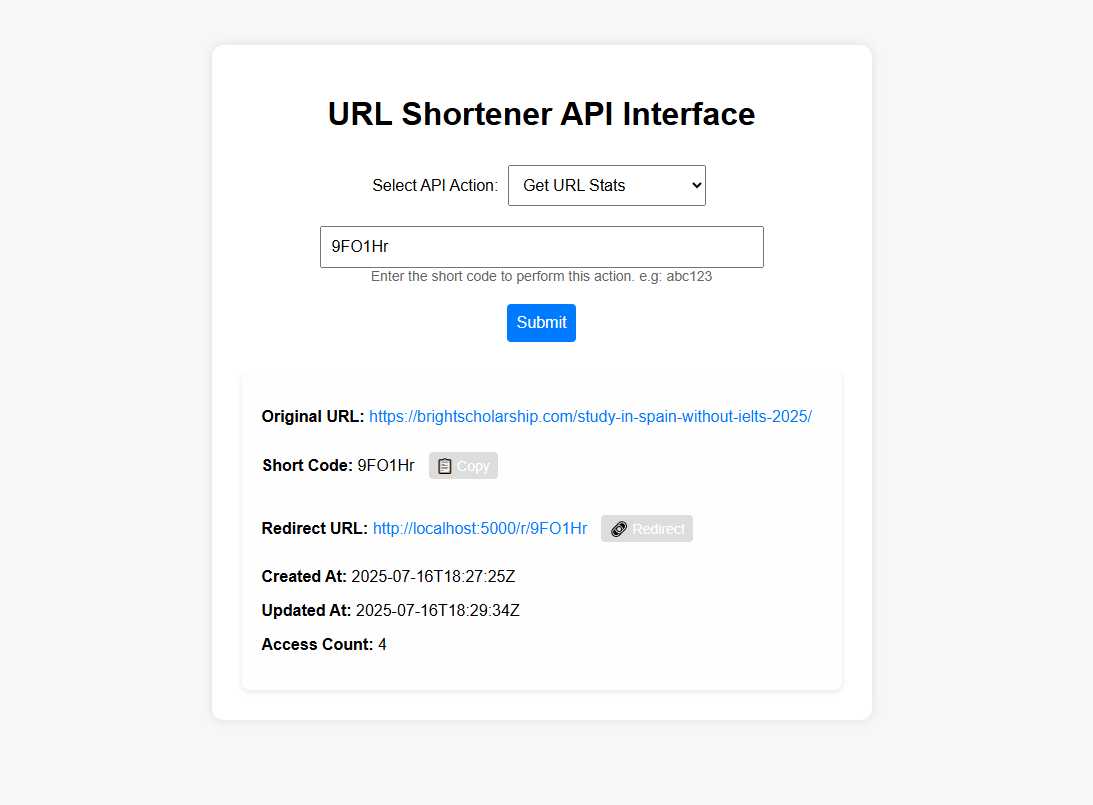 URL Shortener API Interface
Select API Action: Get URL Stats
9FO1Hr
Enter the short code to perform this action. e.g: abc123
Submit
Original URL: https://brightscholarship.com/study-in-spain-without-ielts-2025/
Short Code: 9FO1Hr Copy
Redirect URL: http://localhost:5000/r/9FO1Hr Redirect
Created At: 2025-07-16T18:27:25Z
Updated At: 2025-07-16T18:29:34Z
Access Count: 4